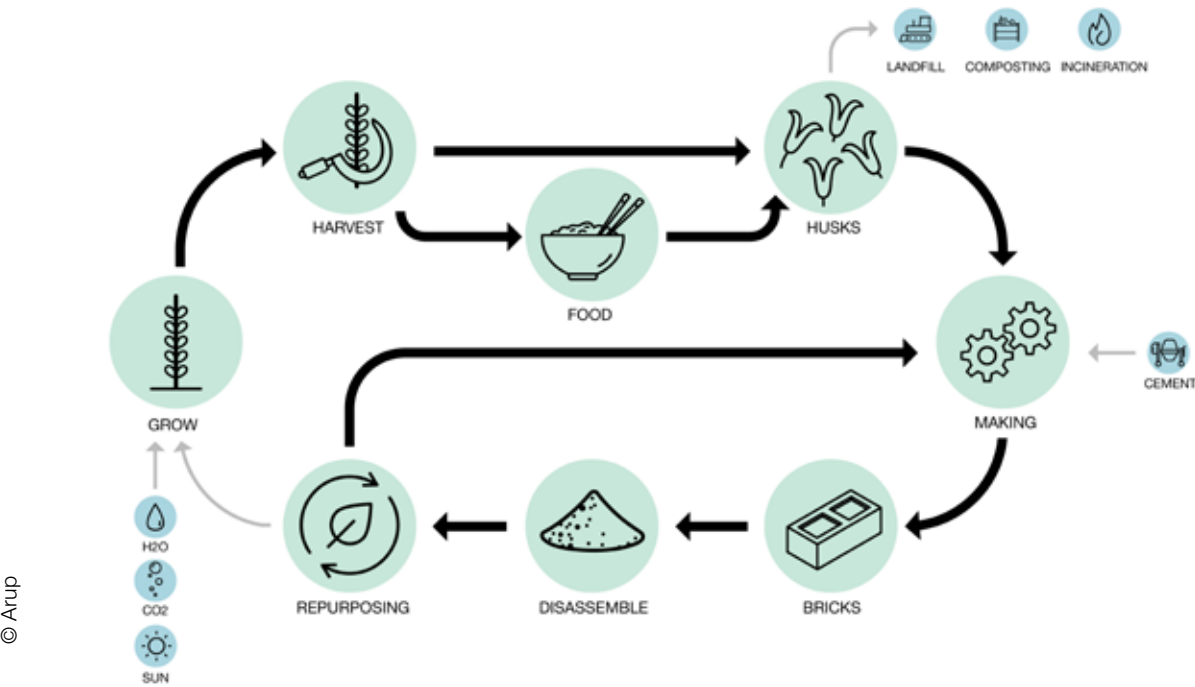 LANDFILL
COMPOSTING
INCINERATION
HARVEST
HUSKS
FOOD
GROW
MAKING
CEMENT
H2O
CO2
SUN
REPURPOSING
DISASSEMBLE
BRICKS
© Arup